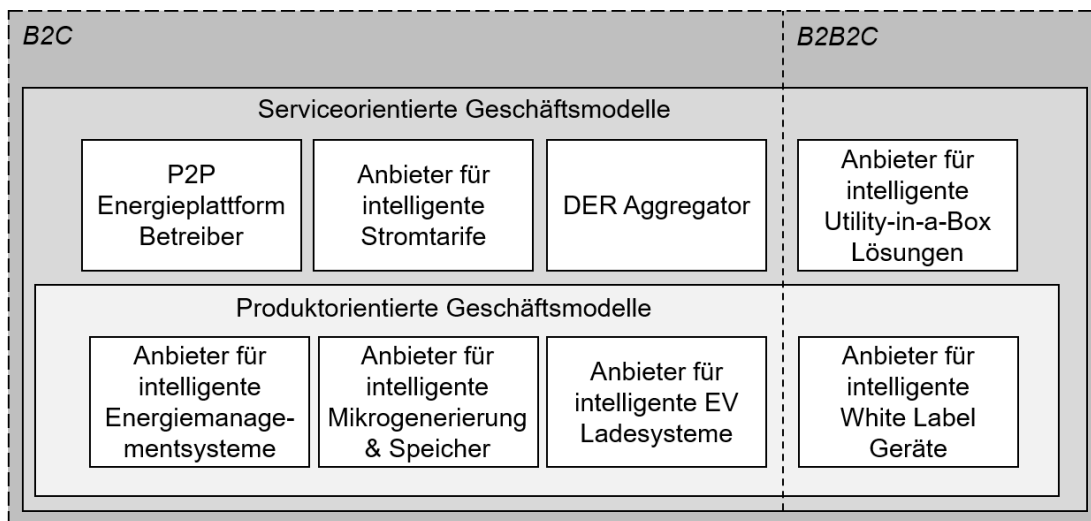 B2C
B2B2C
Serviceorientierte Geschäftsmodelle
P2P
Energieplattform
Betreiber
Anbieter für
intelligente
Stromtarife
DER Aggregator
Anbieter für
intelligente
Utility-in-a-Box
Lösungen
Produktorientierte Geschäftsmodelle
Anbieter für
intelligente
Energiemanage-
mentsysteme
Anbieter für
intelligente
Mikrogenerierung
& Speicher
Anbieter für
intelligente EV
Ladesysteme
Anbieter für
intelligente
White Label
Geräte